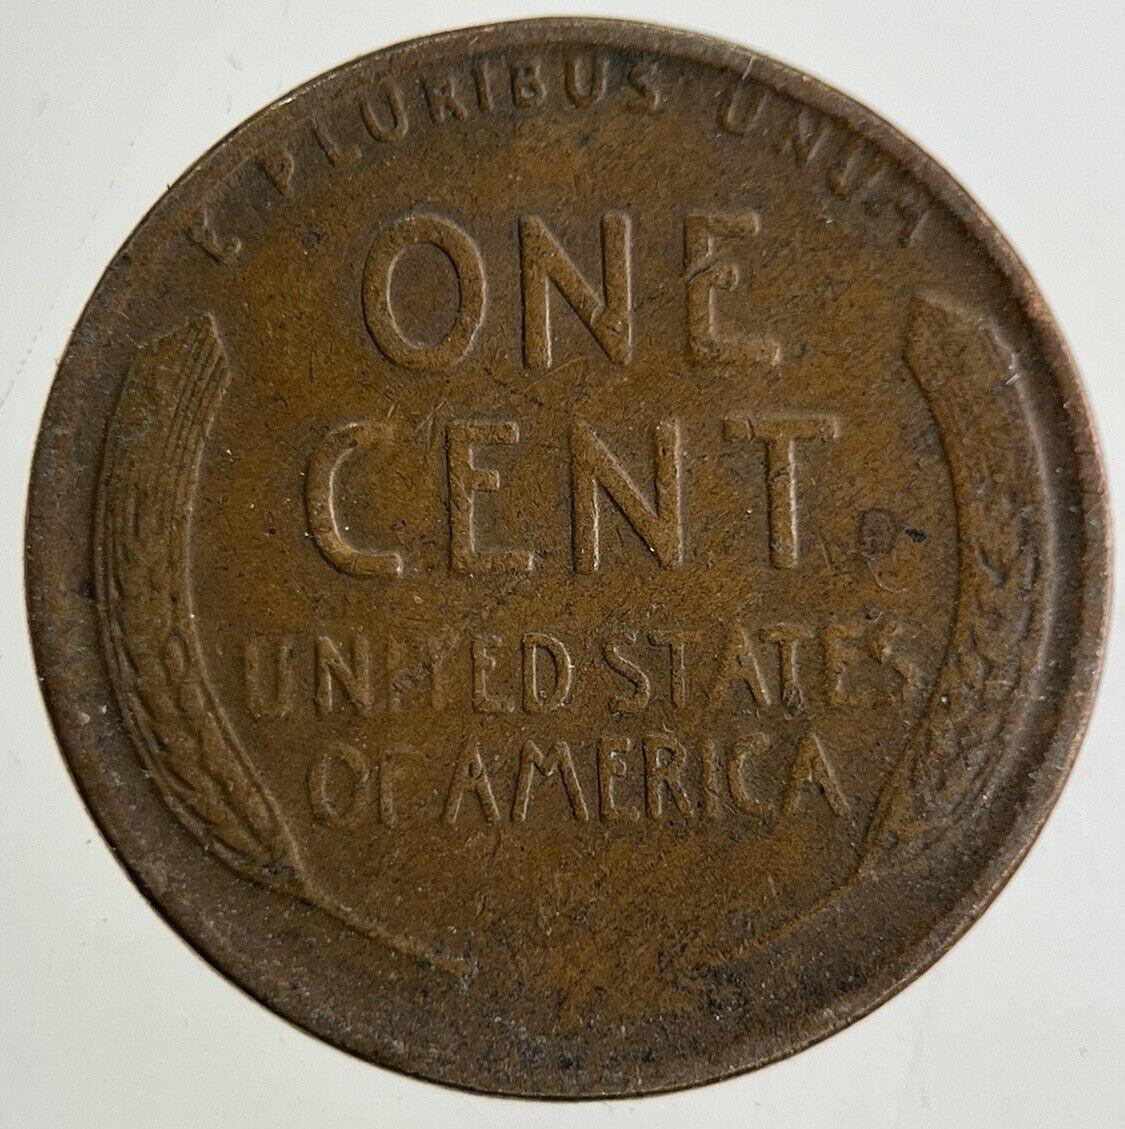 E PLURIBUS UNUM
ONE
CENT
UNITED STATES
OF AMERICA